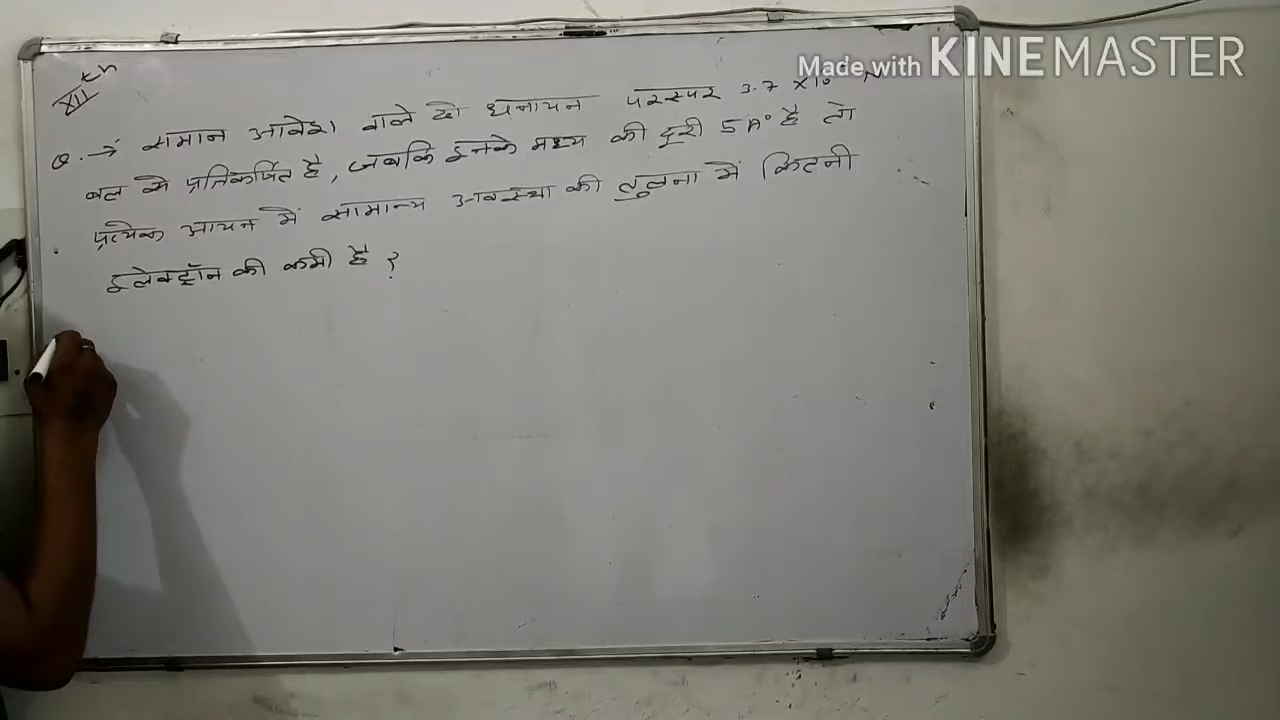 Made with KINEMASTER
XII th
Q. → समान आवेश वाले दो धनायन परस्पर 3.7 × 10 N
बल से प्रतिकर्षित है, जबकि इनके मध्य की दूरी 5 A° है तो
प्रत्येक आयन में सामान्य अवस्था की तुलना में कितनी
इलेक्ट्रॉन की कमी है ?